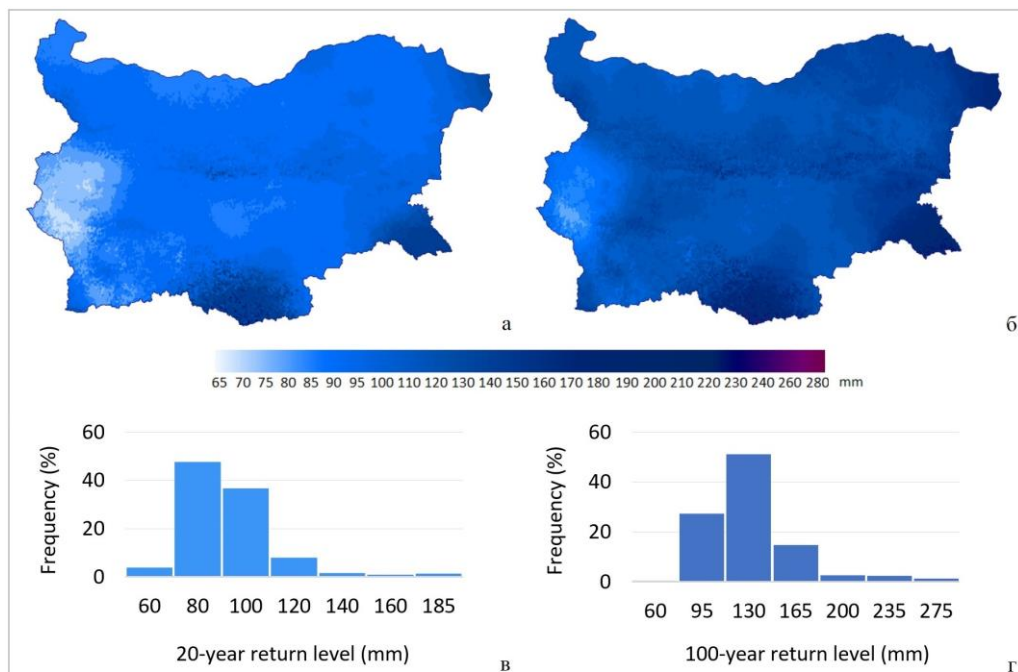 а
б
65 70 75 80 85 90 95 100 110 120 130 140 150 160 170 180 190 200 210 220 230 240 260 280 mm
60
40
20
0
Frequency (%)
60 80 100 120 140 160 185
20-year return level (mm)
в
60
40
20
0
Frequency (%)
60 95 130 165 200 235 275
100-year return level (mm)
г